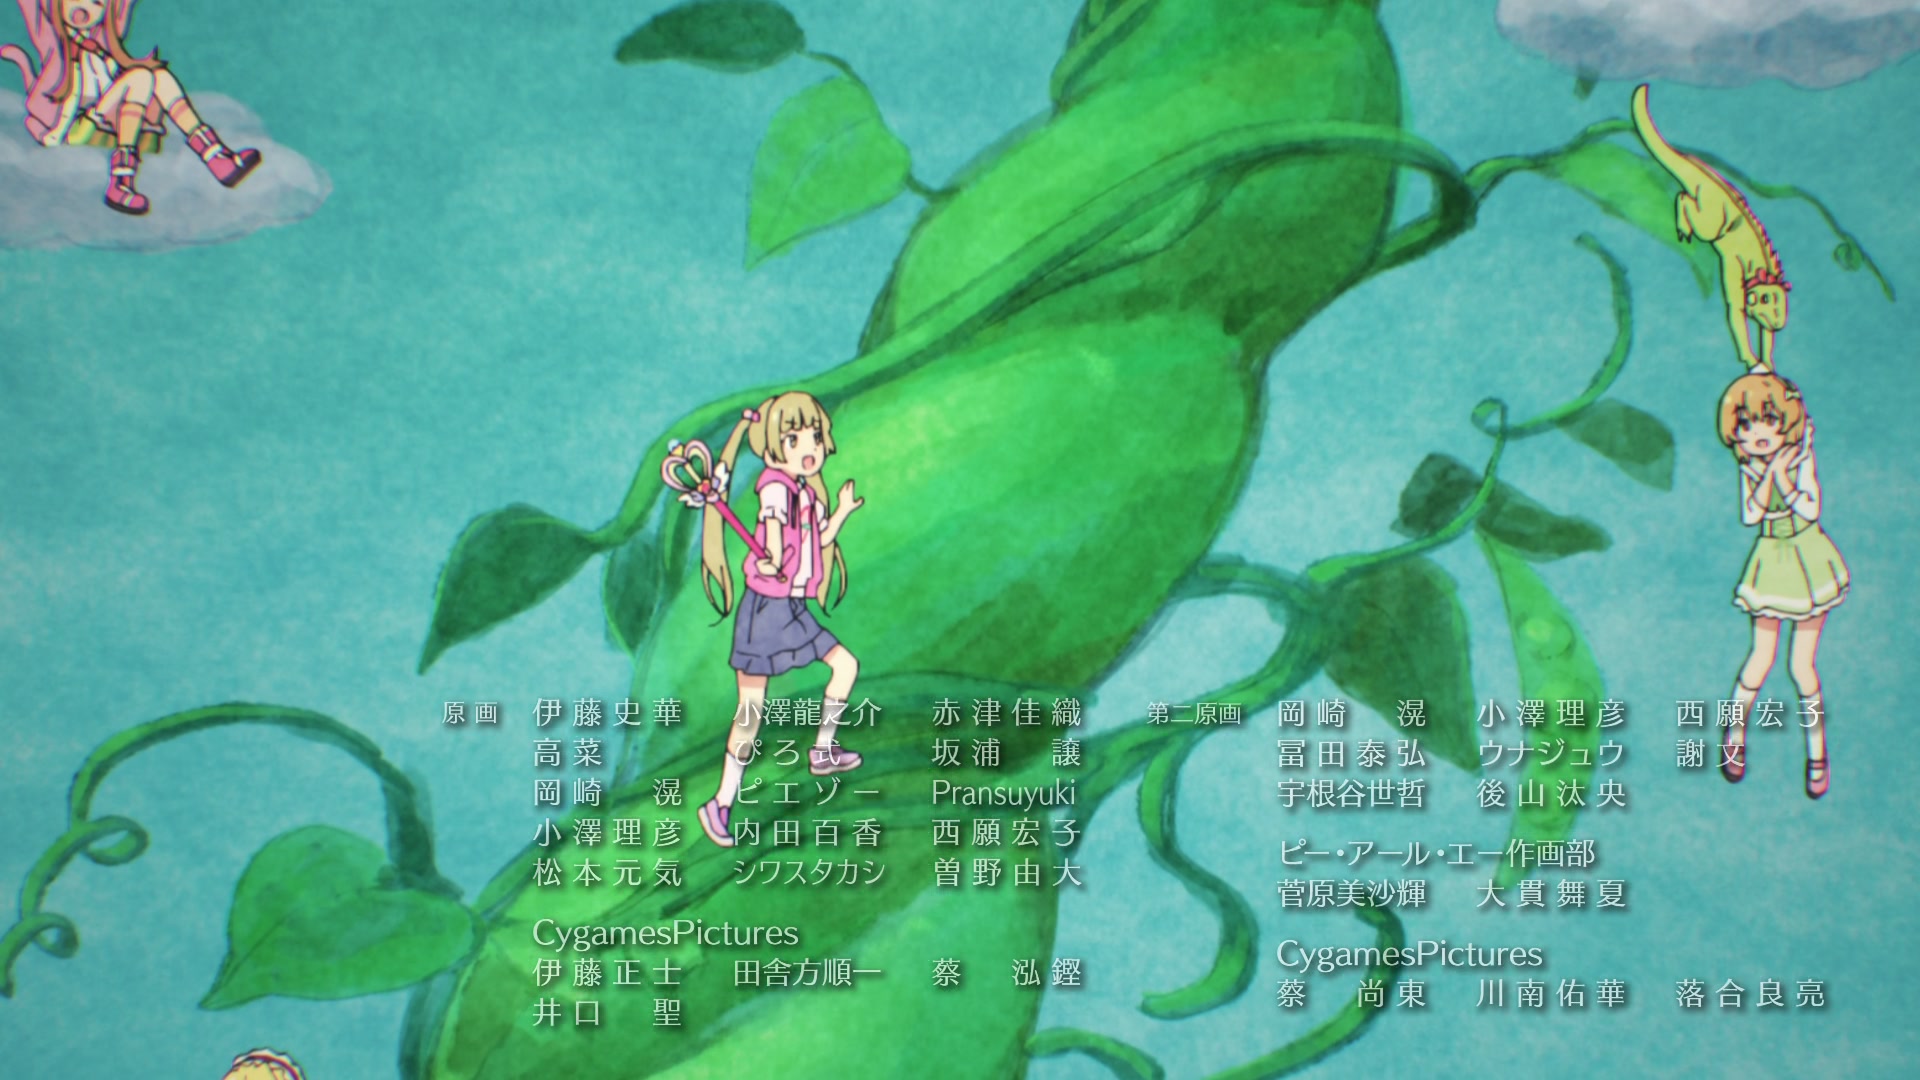 原画 伊藤史華 小澤龍之介 赤津佳織
高菜 ぴろ式 坂浦 譲
岡崎 滉 ピエゾー Pransuyuki
小澤理彦 内田百香 西願宏子
松本元気 シワスタカシ 曽野由大
CygamesPictures
伊藤正士 田舎方順一 蔡 泓鏗
井口 聖
第二原画 岡崎 滉 小澤理彦 西願宏子
冨田泰弘 ウナジュウ 謝文
宇根谷世哲 後山汰央
ピー・アール・エー作画部
菅原美沙輝 大貫舞夏
CygamesPictures
蔡 尚東 川南佑華 落合良亮